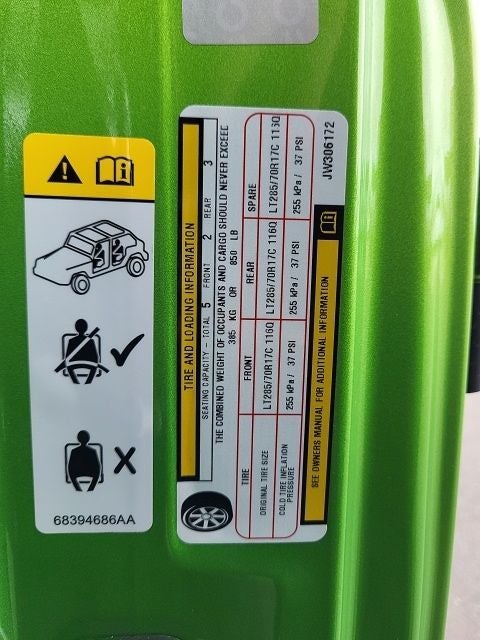 68394686AA
TIRE AND LOADING INFORMATION
SEATING CAPACITY - TOTAL 5 FRONT 2 REAR 3
THE COMBINED WEIGHT OF OCCUPANTS AND CARGO SHOULD NEVER EXCEED
385 KG OR 850 LB
TIRE FRONT REAR SPARE
ORIGINAL TIRE SIZE LT285/70R17C 116Q LT285/70R17C 116Q LT285/70R17C 116Q
COLD TIRE INFLATION PRESSURE 255 kPa / 37 PSI 255 kPa / 37 PSI 255 kPa / 37 PSI
SEE OWNERS MANUAL FOR ADDITIONAL INFORMATION
JW306172